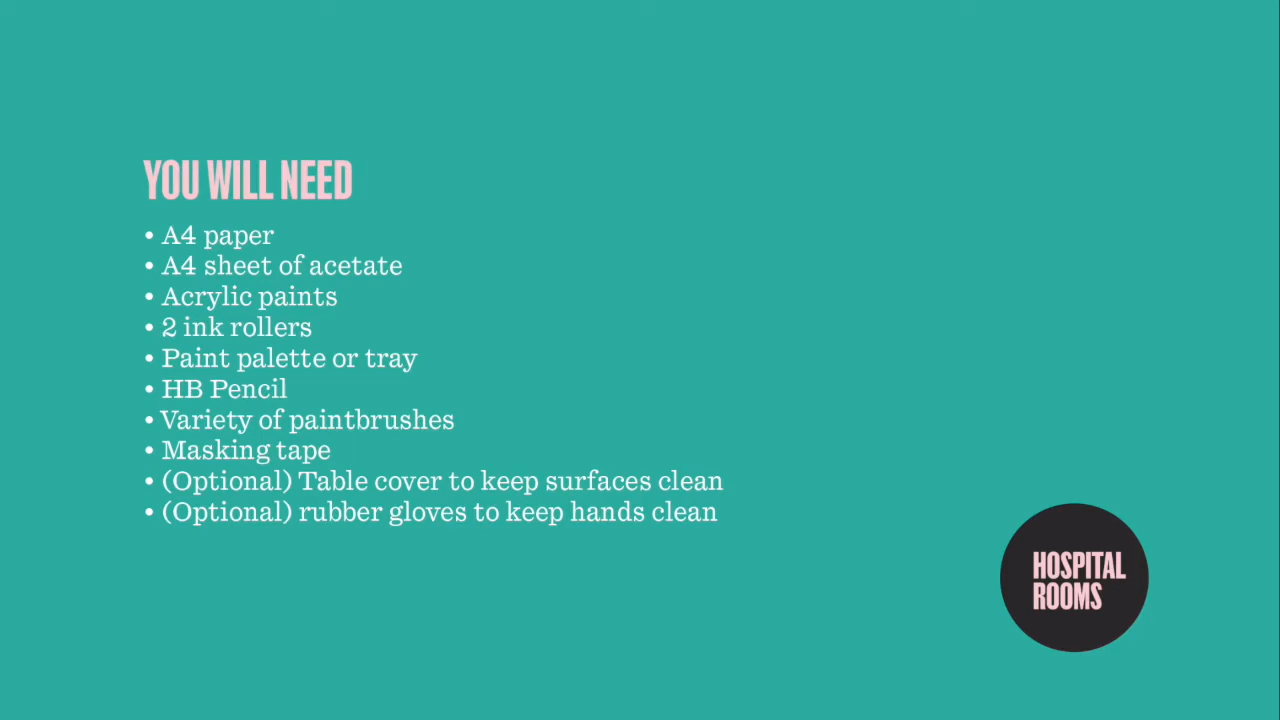 YOU WILL NEED
• A4 paper
• A4 sheet of acetate
• Acrylic paints
• 2 ink rollers
• Paint palette or tray
• HB Pencil
• Variety of paintbrushes
• Masking tape
• (Optional) Table cover to keep surfaces clean
• (Optional) rubber gloves to keep hands clean
HOSPITAL
ROOMS